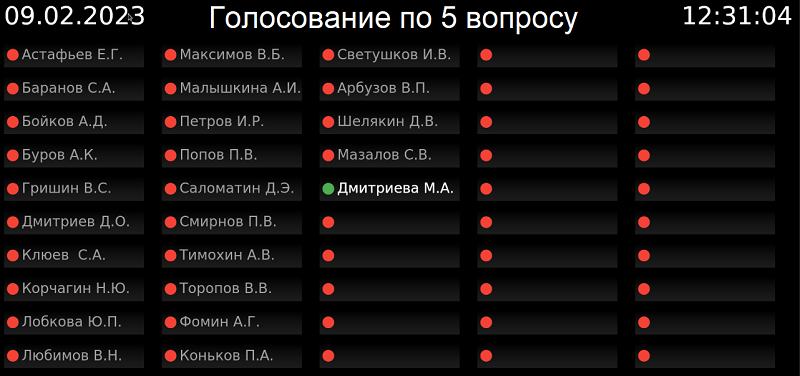 09.02.2023 Голосование по 5 вопросу 12:31:04
Астафьев Е.Г. Максимов В.Б. Светушков И.В.
Баранов С.А. Малышкина А.И. Арбузов В.П.
Бойков А.Д. Петров И.Р. Шелякин Д.В.
Буров А.К. Попов П.В. Мазалов С.В.
Гришин В.С. Саломатин Д.Э. Дмитриева М.А.
Дмитриев Д.О. Смирнов П.В.
Клюев  С.А. Тимохин А.В.
Корчагин Н.Ю. Торопов В.В.
Лобкова Ю.П. Фомин А.Г.
Любимов В.Н. Коньков П.А.